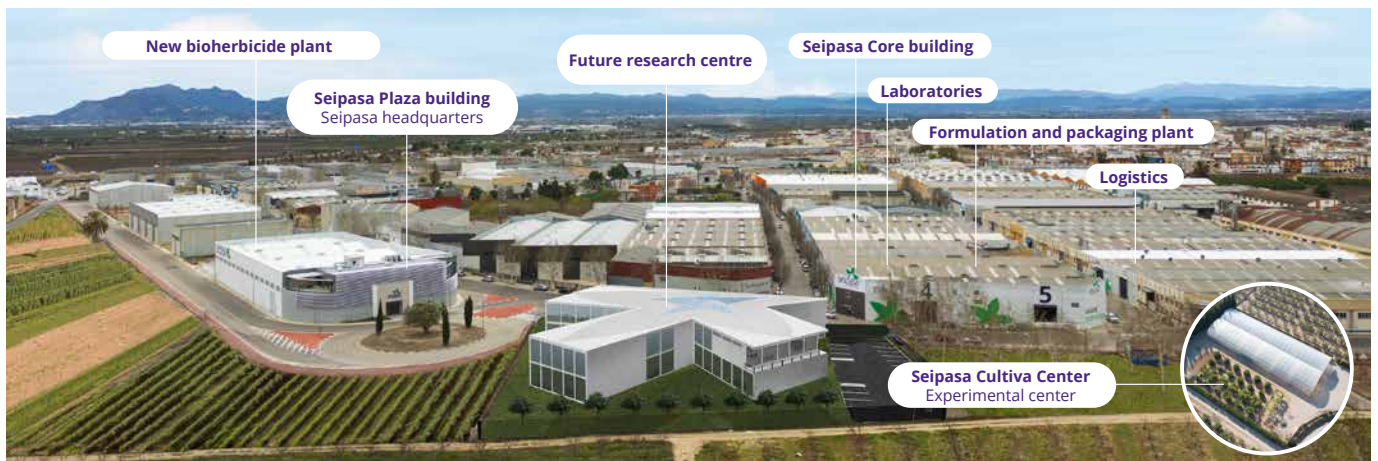 New bioherbicide plant
Seipasa Plaza building
Seipasa headquarters
Future research centre
Seipasa Core building
Laboratories
Formulation and packaging plant
Logistics
4
5
Seipasa Cultiva Center
Experimental center